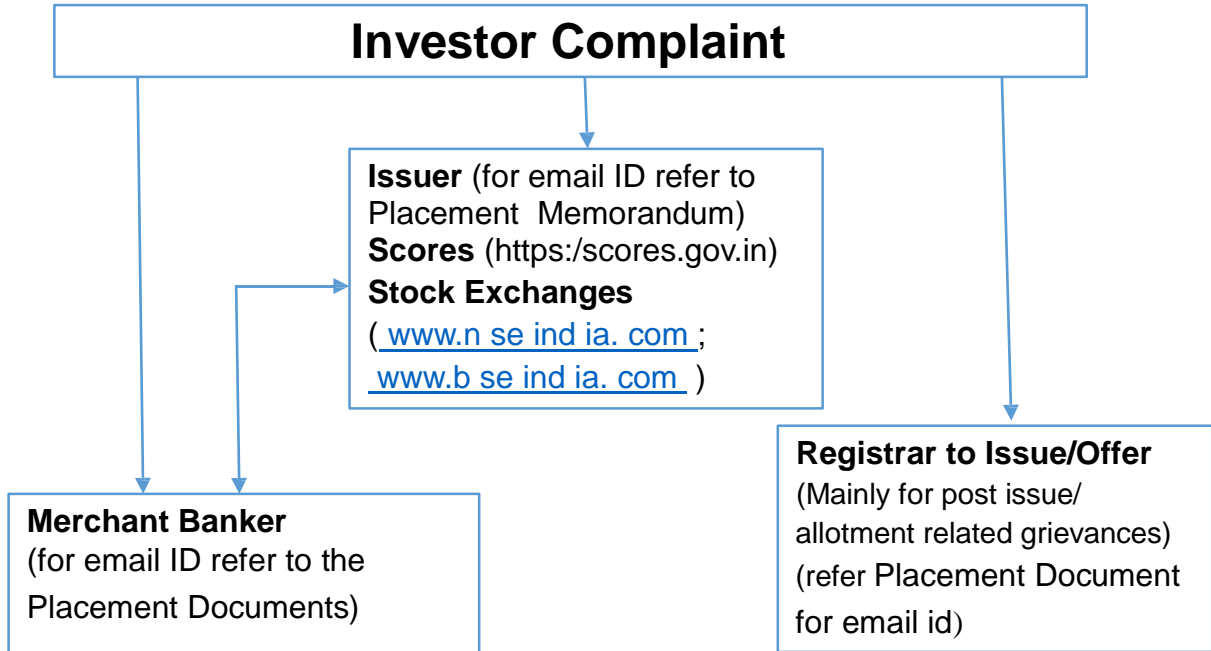 Investor Complaint
Issuer (for email ID refer to
Placement Memorandum)
Scores (https:/scores.gov.in)
Stock Exchanges
( www.n se ind ia. com ;
www.b se ind ia. com )
Merchant Banker
(for email ID refer to the
Placement Documents)
Registrar to Issue/Offer
(Mainly for post issue/
allotment related grievances)
(refer Placement Document
for email id)